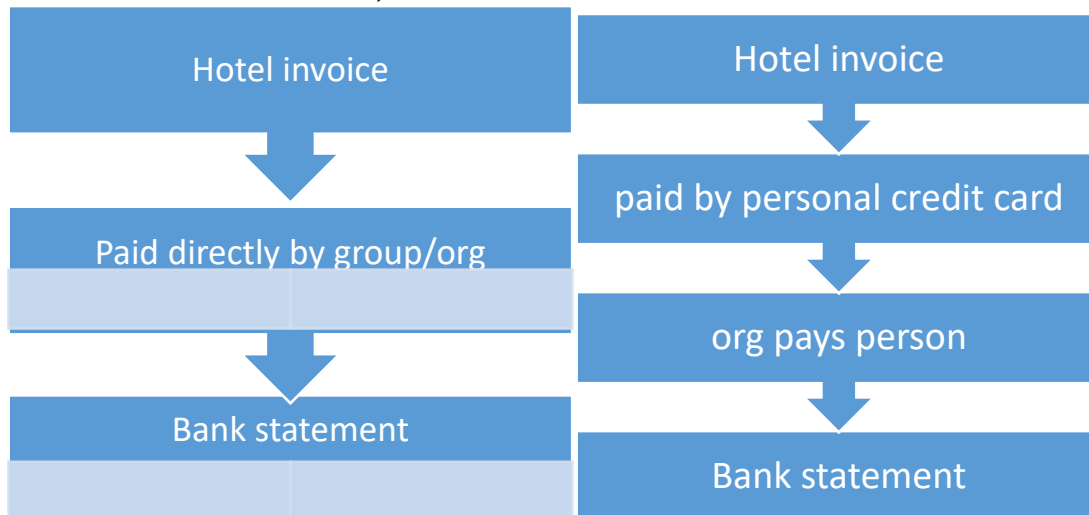 Hotel invoice
Paid directly by group/org
Bank statement
Hotel invoice
paid by personal credit card
org pays person
Bank statement